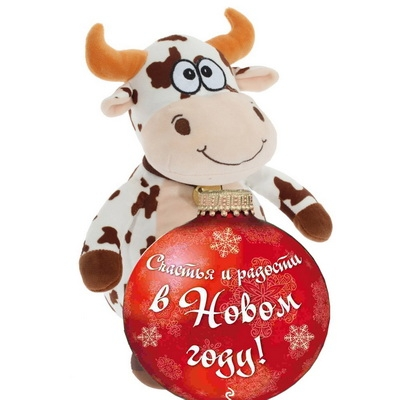 Счастья и радости
в Новом
году!